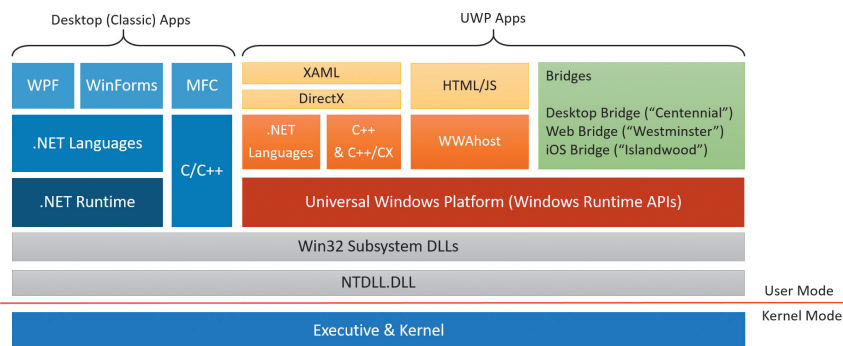 Desktop (Classic) Apps
UWP Apps
WPF
WinForms
MFC
XAML
DirectX
HTML/JS
Bridges
Desktop Bridge (“Centennial”)
Web Bridge (“Westminster”)
iOS Bridge (“Islandwood”)
.NET Languages
C/C++
.NET
Languages
C++
& C++/CX
WWAhost
.NET Runtime
Universal Windows Platform (Windows Runtime APIs)
Win32 Subsystem DLLs
NTDLL.DLL
User Mode
Kernel Mode
Executive & Kernel